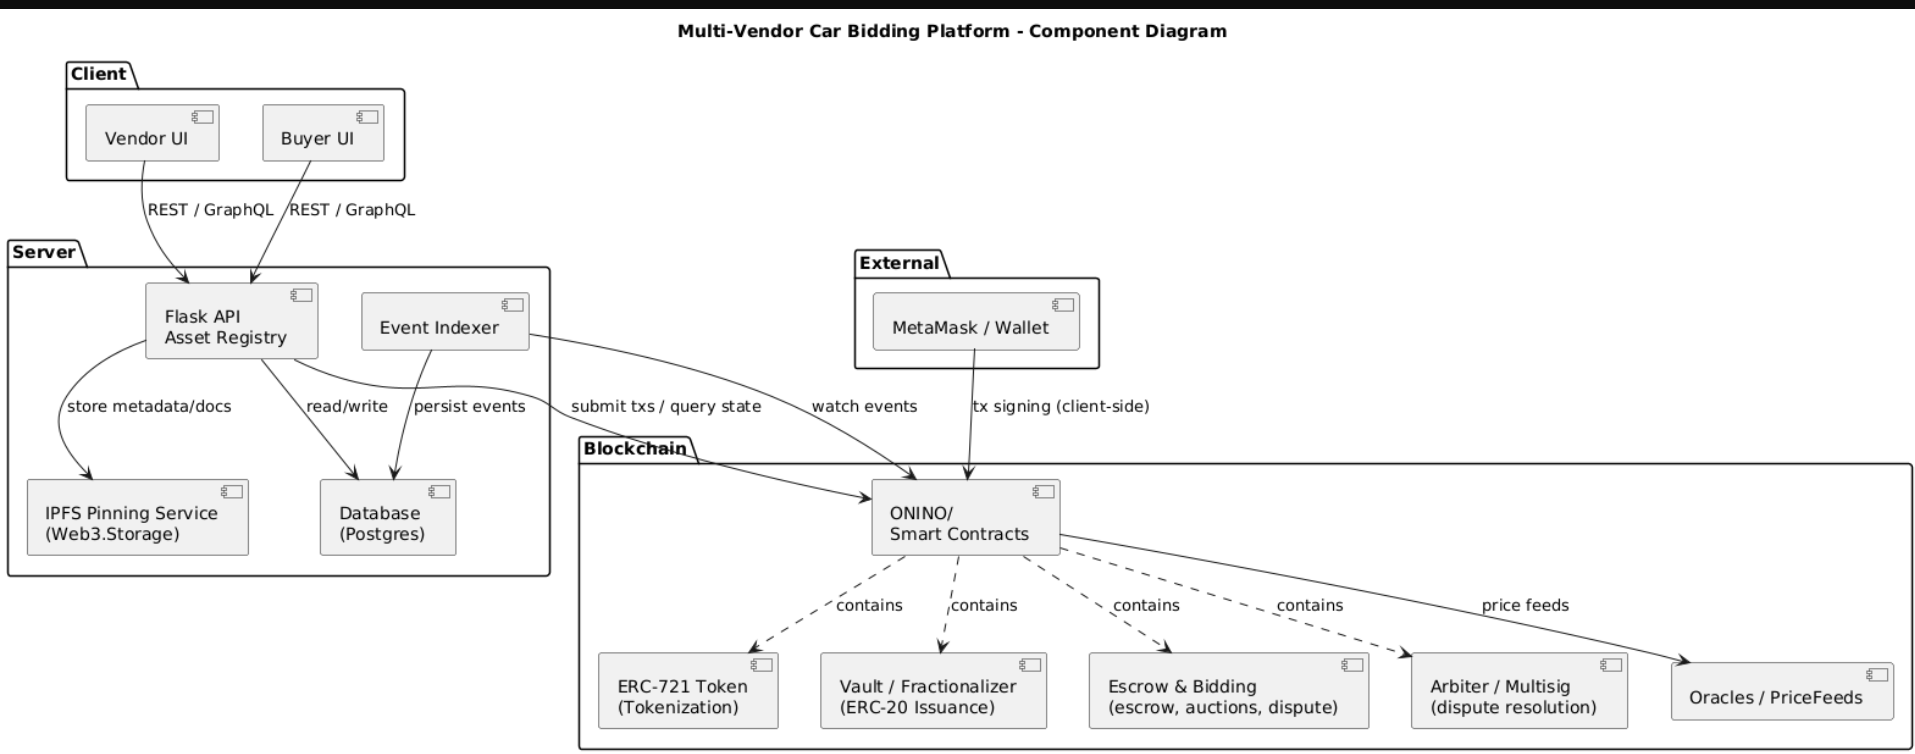 Multi-Vendor Car Bidding Platform - Component Diagram
Client
Vendor UI
Buyer UI
REST / GraphQL
REST / GraphQL
Server
Flask API
Asset Registry
Event Indexer
External
MetaMask / Wallet
store metadata/docs
read/write
persist events
submit txs / query state
watch events
tx signing (client-side)
Blockchain
IPFS Pinning Service
(Web3.Storage)
Database
(Postgres)
ONINO/
Smart Contracts
contains
contains
contains
contains
price feeds
ERC-721 Token
(Tokenization)
Vault / Fractionalizer
(ERC-20 Issuance)
Escrow & Bidding
(escrow, auctions, dispute)
Arbiter / Multisig
(dispute resolution)
Oracles / PriceFeeds